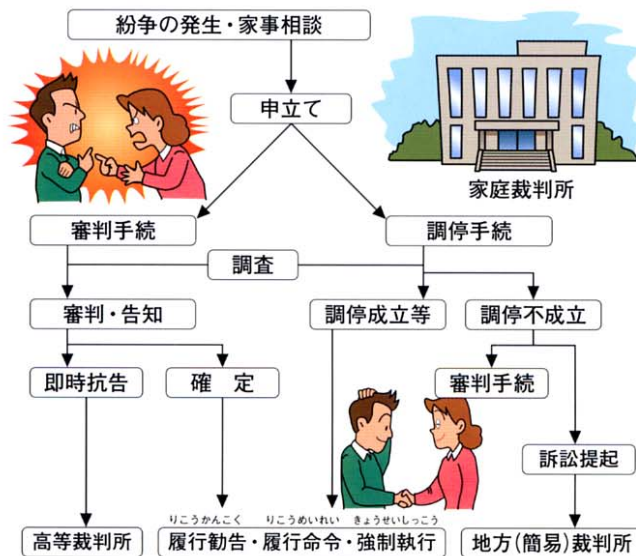 紛争の発生・家事相談
申立て
家庭裁判所
審判手続
調停手続
調査
審判・告知
調停成立等
調停不成立
即時抗告
確　定
審判手続
訴訟提起
りこうかんこく　りこうめいれい　きょうせいしっこう
高等裁判所
履行勧告・履行命令・強制執行
地方(簡易)裁判所